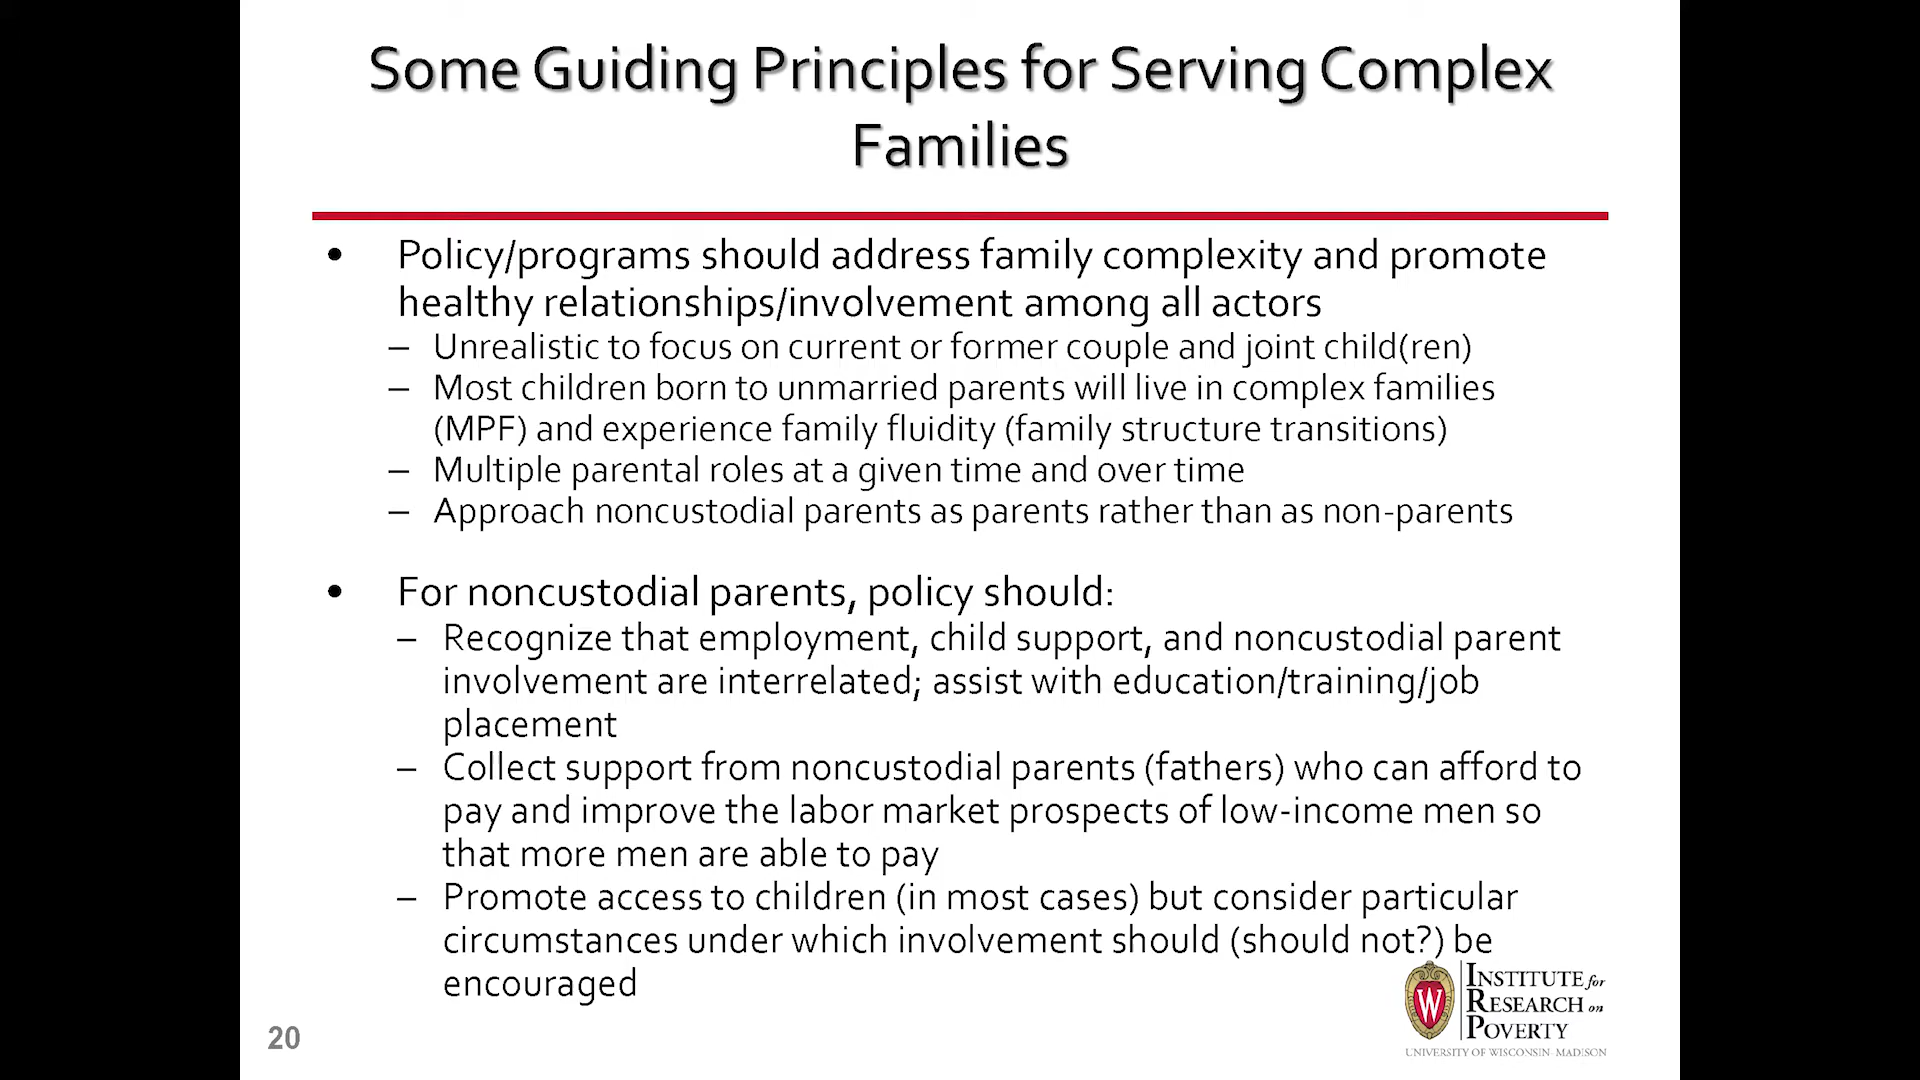 Some Guiding Principles for Serving Complex
Families
• Policy/programs should address family complexity and promote
healthy relationships/involvement among all actors
– Unrealistic to focus on current or former couple and joint child(ren)
– Most children born to unmarried parents will live in complex families
(MPF) and experience family fluidity (family structure transitions)
– Multiple parental roles at a given time and over time
– Approach noncustodial parents as parents rather than as non-parents
• For noncustodial parents, policy should:
– Recognize that employment, child support, and noncustodial parent
involvement are interrelated; assist with education/training/job
placement
– Collect support from noncustodial parents (fathers) who can afford to
pay and improve the labor market prospects of low-income men so
that more men are able to pay
– Promote access to children (in most cases) but consider particular
circumstances under which involvement should (should not?) be
encouraged
W
INSTITUTE for
RESEARCH on
POVERTY
UNIVERSITY OF WISCONSIN–MADISON
20